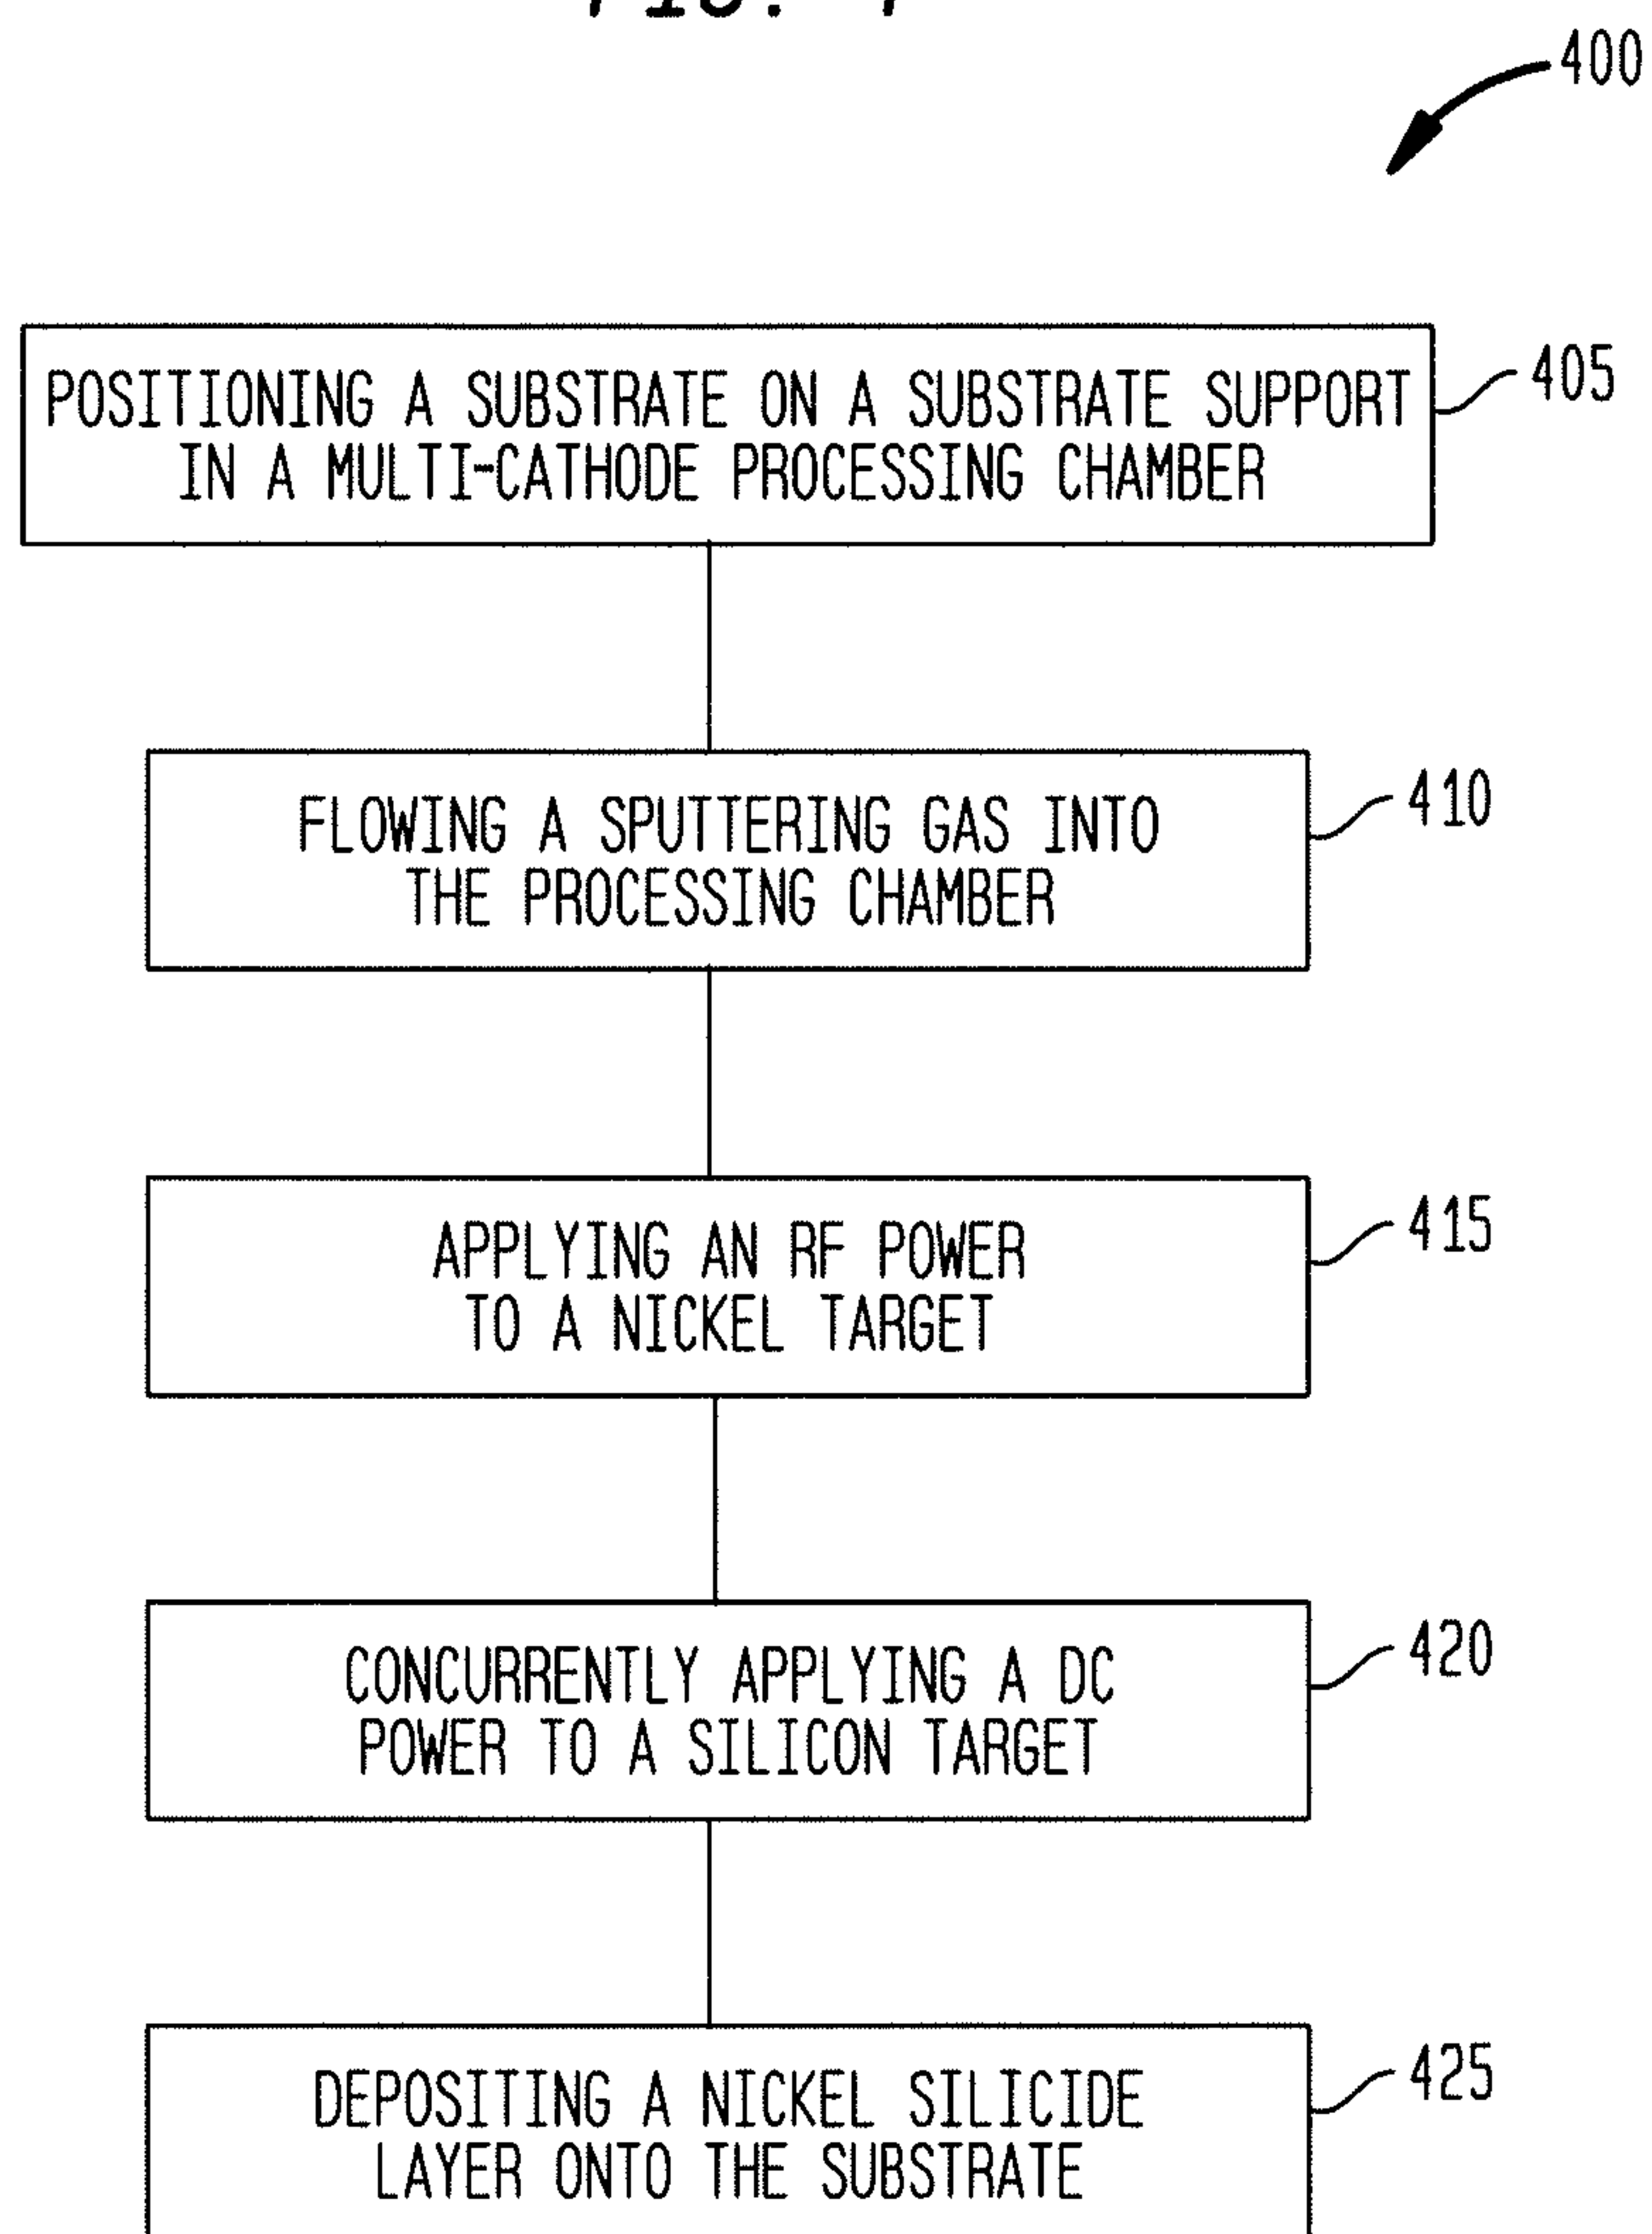 400
POSITIONING A SUBSTRATE ON A SUBSTRATE SUPPORT
IN A MULTI-CATHODE PROCESSING CHAMBER
405
FLOWING A SPUTTERING GAS INTO
THE PROCESSING CHAMBER
410
APPLYING AN RF POWER
TO A NICKEL TARGET
415
CONCURRENTLY APPLYING A DC
POWER TO A SILICON TARGET
420
DEPOSITING A NICKEL SILICIDE
LAYER ONTO THE SUBSTRATE
425